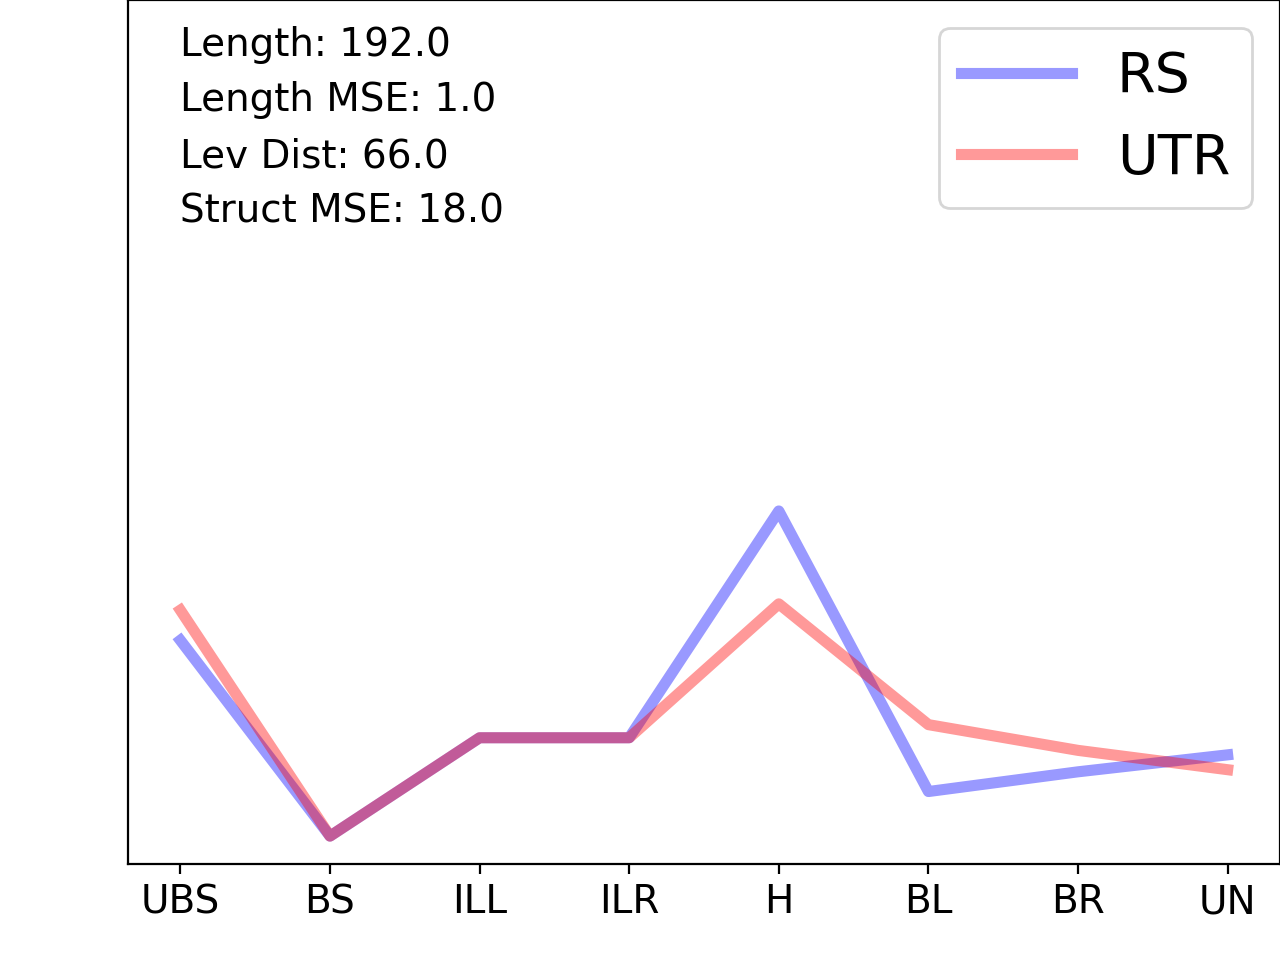 Length: 192.0
Length MSE: 1.0
Lev Dist: 66.0
Struct MSE: 18.0
RS
UTR
UBS BS ILL ILR H BL BR UN